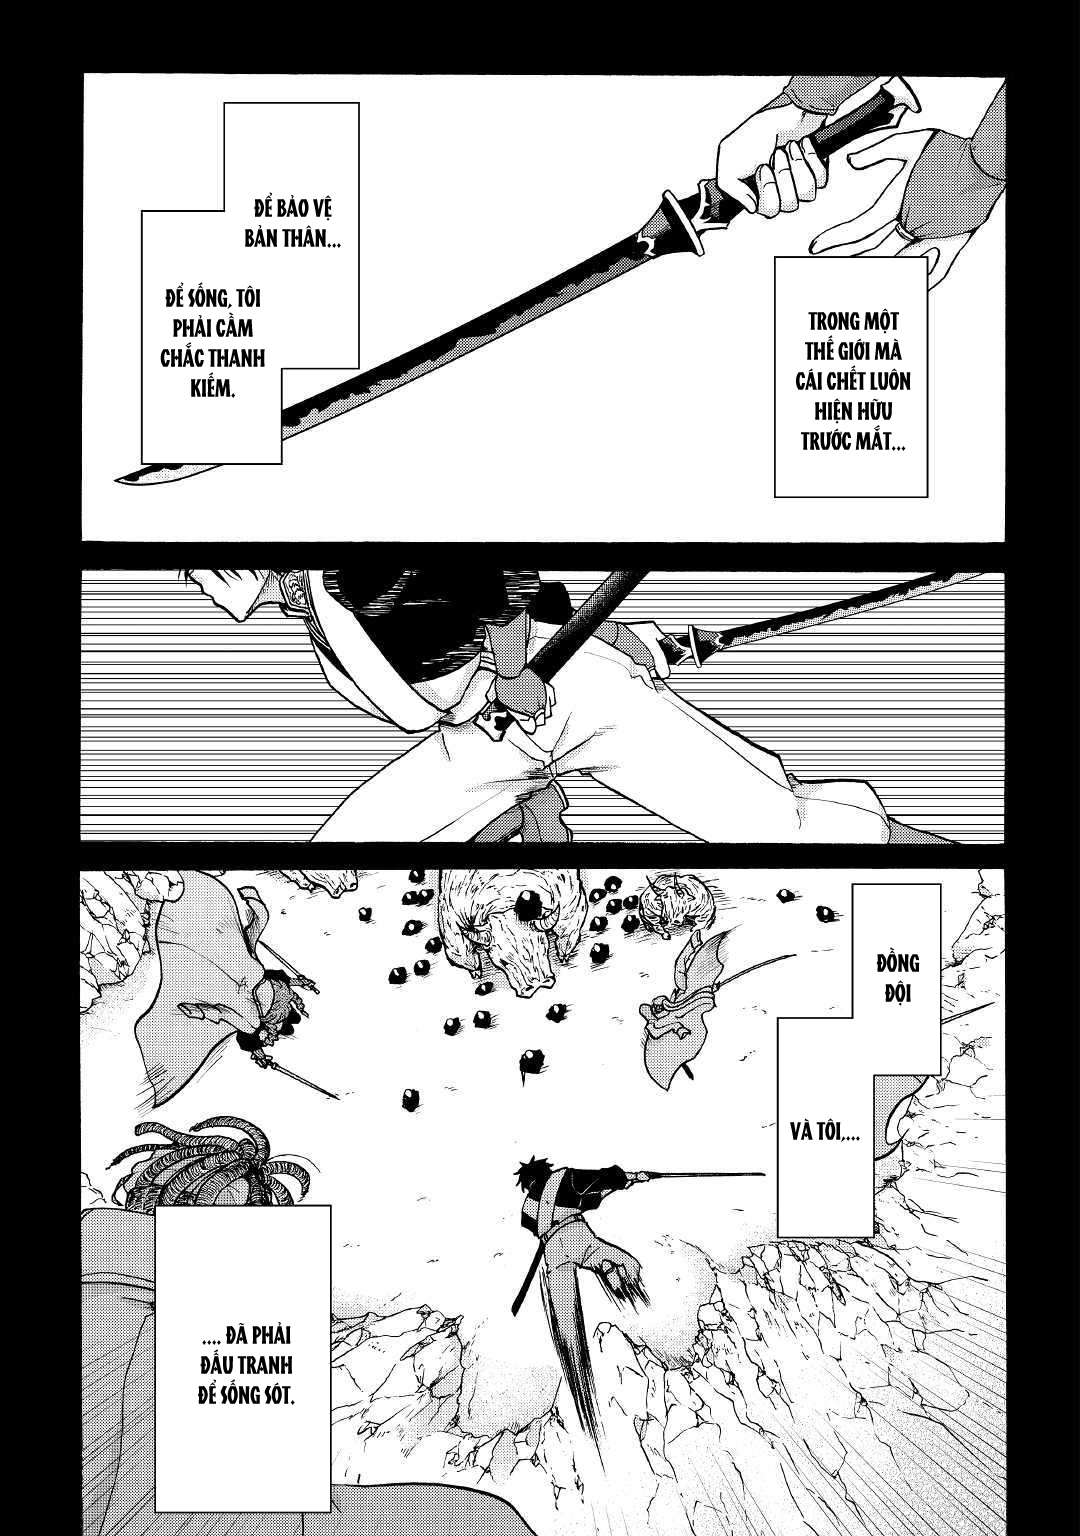 TRONG MỘT
THẾ GIỚI MÀ
CÁI CHẾT LUÔN
HIỆN HỮU
TRƯỚC MẮT...
ĐỂ BẢO VỆ
BẢN THÂN...
ĐỂ SỐNG, TÔI
PHẢI CẦM
CHẮC THANH
KIẾM.
ĐỒNG
ĐỘI
VÀ TÔI,...
.... ĐÃ PHẢI
ĐẤU TRANH
ĐỂ SỐNG SÓT.